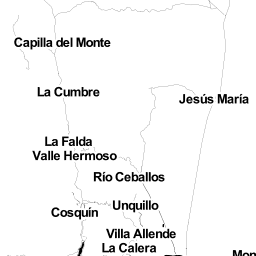 Capilla del Monte
La Cumbre
Jesús María
La Falda
Valle Hermoso
Río Ceballos
Unquillo
Cosquín
Villa Allende
La Calera